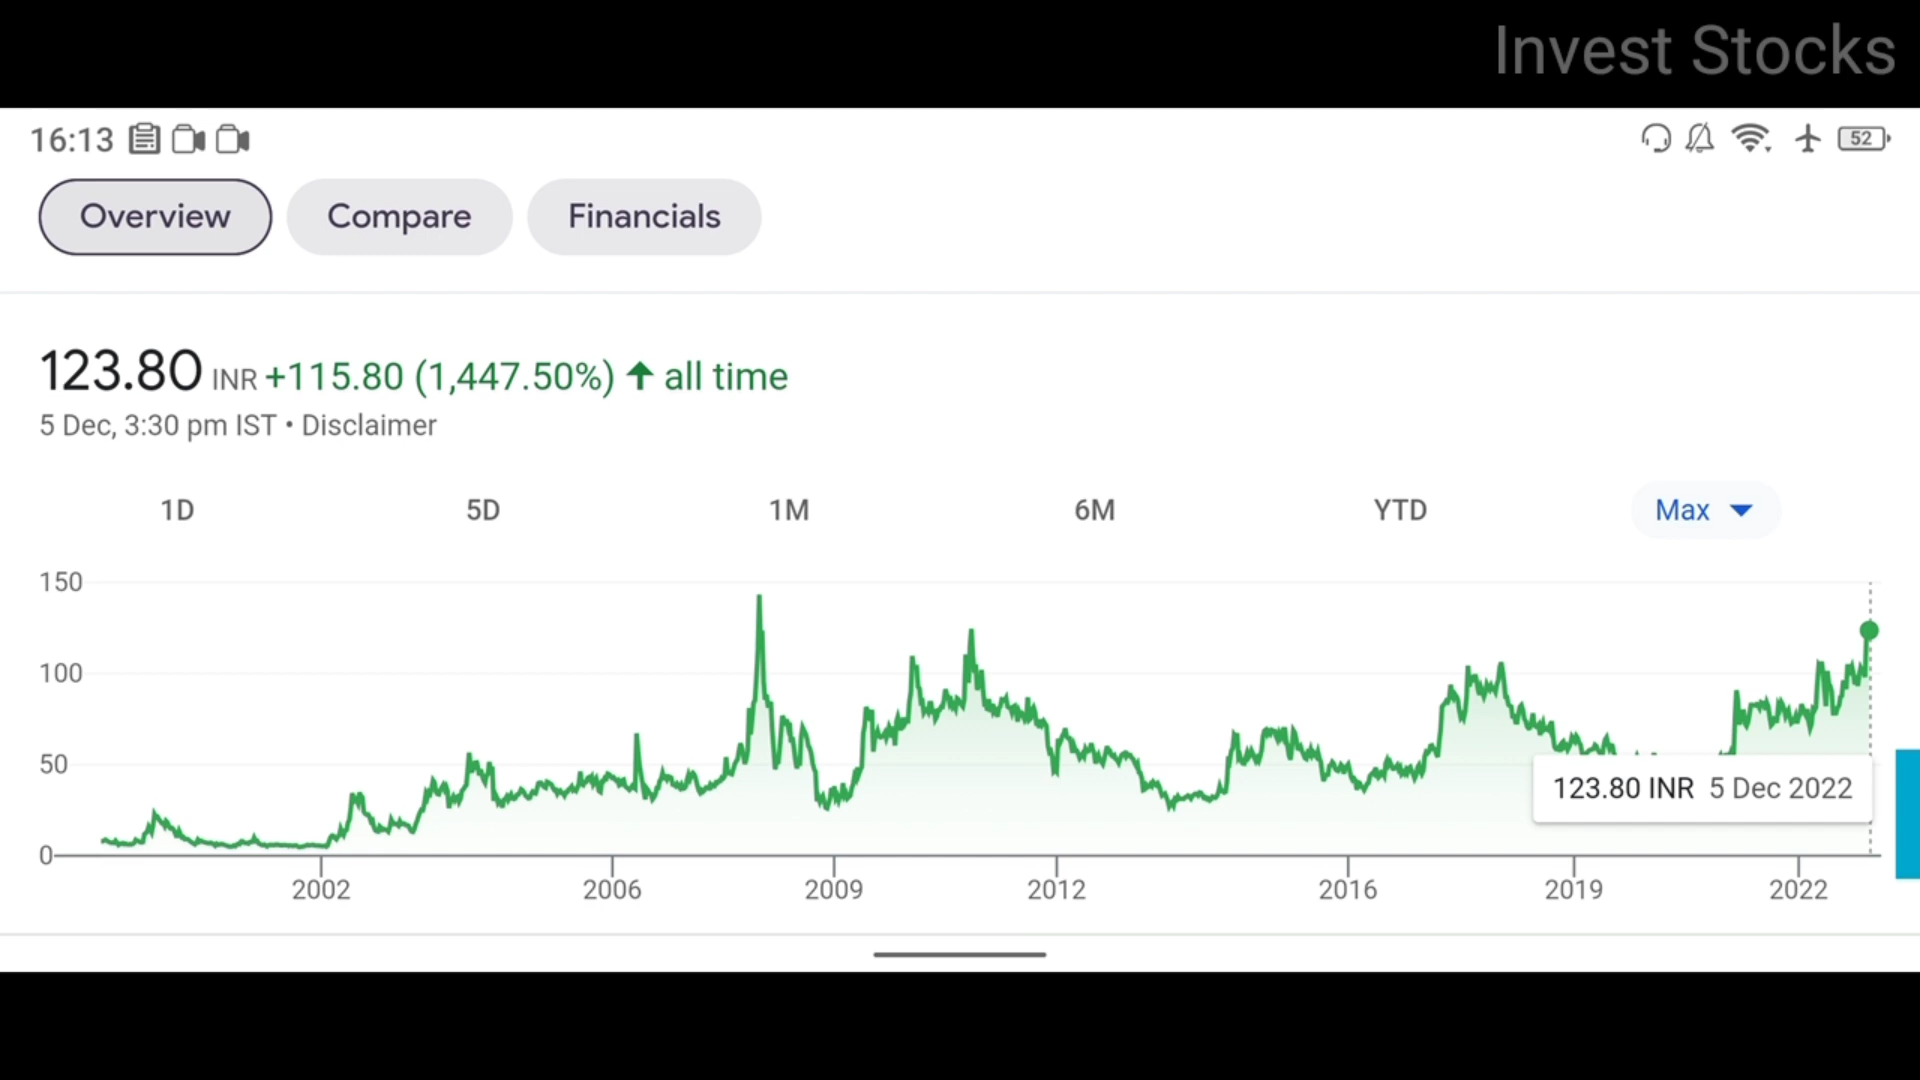 Invest Stocks
16:13
52
Overview Compare Financials
123.80 INR +115.80 (1,447.50%) ↑ all time
5 Dec, 3:30 pm IST • Disclaimer
1D 5D 1M 6M YTD Max
150
100
50
123.80 INR 5 Dec 2022
0
2002 2006 2009 2012 2016 2019 2022